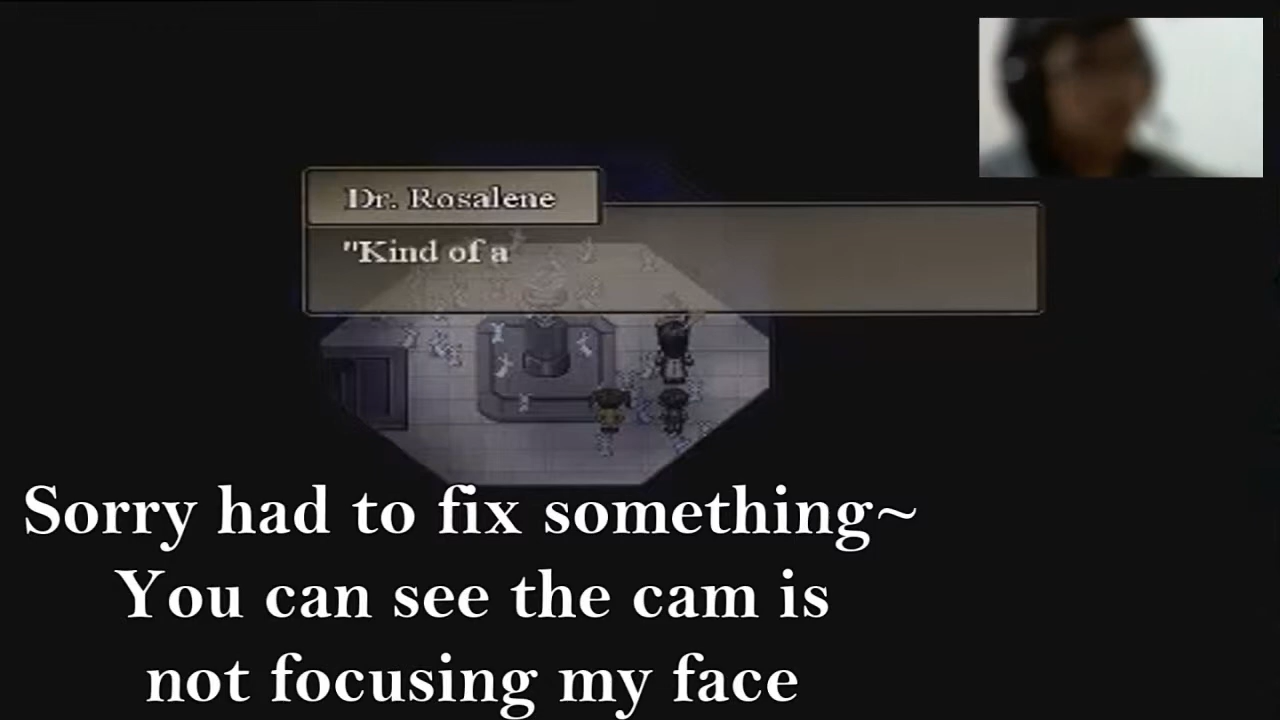 Dr. Rosalene
"Kind of a
Sorry had to fix something~
You can see the cam is
not focusing my face